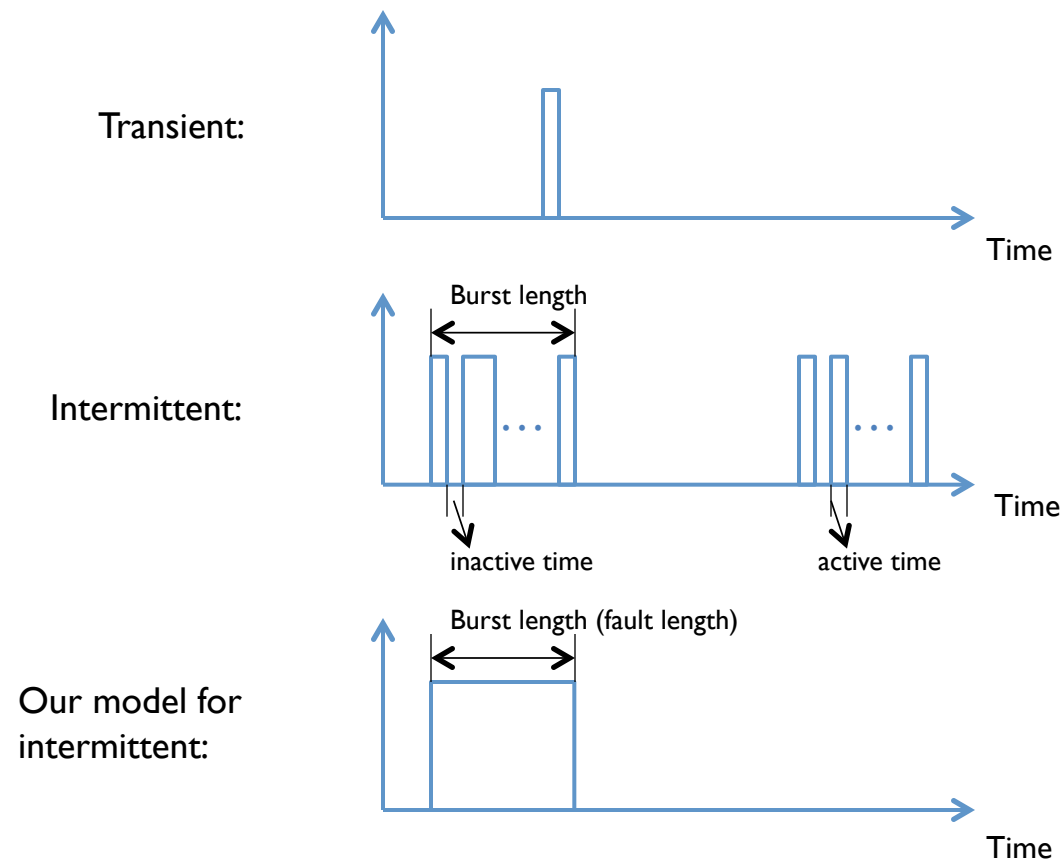 Transient:
Time
Burst length
Intermittent:
...
...
Time
inactive time
active time
Burst length (fault length)
Our model for
intermittent:
Time